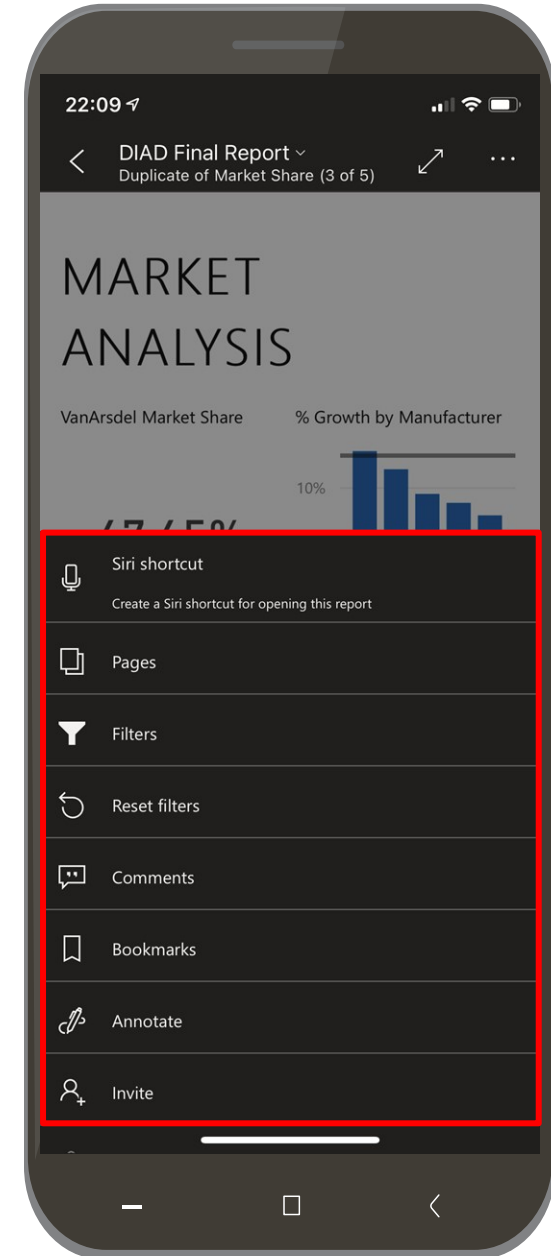 22:09
DIAD Final Report
Duplicate of Market Share (3 of 5)
MARKET
ANALYSIS
VanArsdel Market Share
% Growth by Manufacturer
10%
Siri shortcut
Create a Siri shortcut for opening this report
Pages
Filters
Reset filters
Comments
Bookmarks
Annotate
Invite